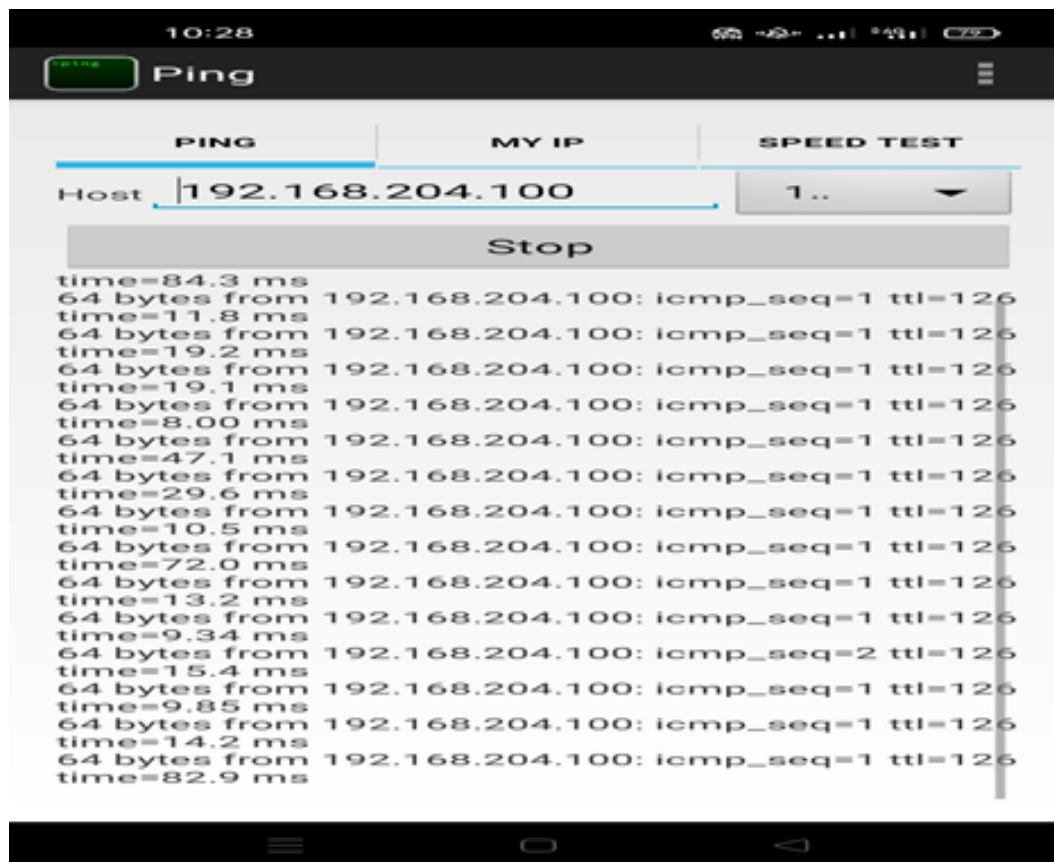 10:28
79
Ping
PING MY IP SPEED TEST
Host 192.168.204.100 1..
Stop
time=84.3 ms
64 bytes from 192.168.204.100: icmp_seq=1 ttl=126
time=11.8 ms
64 bytes from 192.168.204.100: icmp_seq=1 ttl=126
time=19.2 ms
64 bytes from 192.168.204.100: icmp_seq=1 ttl=126
time=19.1 ms
64 bytes from 192.168.204.100: icmp_seq=1 ttl=126
time=8.00 ms
64 bytes from 192.168.204.100: icmp_seq=1 ttl=126
time=47.1 ms
64 bytes from 192.168.204.100: icmp_seq=1 ttl=126
time=29.6 ms
64 bytes from 192.168.204.100: icmp_seq=1 ttl=126
time=10.5 ms
64 bytes from 192.168.204.100: icmp_seq=1 ttl=126
time=72.0 ms
64 bytes from 192.168.204.100: icmp_seq=1 ttl=126
time=13.2 ms
64 bytes from 192.168.204.100: icmp_seq=1 ttl=126
time=9.34 ms
64 bytes from 192.168.204.100: icmp_seq=2 ttl=126
time=15.4 ms
64 bytes from 192.168.204.100: icmp_seq=1 ttl=126
time=9.85 ms
64 bytes from 192.168.204.100: icmp_seq=1 ttl=126
time=14.2 ms
64 bytes from 192.168.204.100: icmp_seq=1 ttl=126
time=82.9 ms